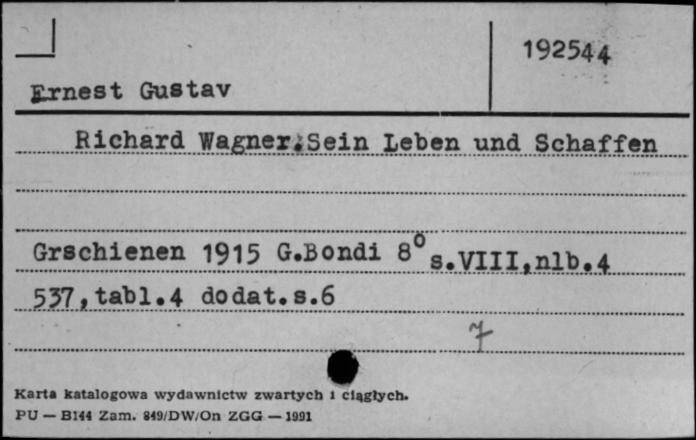 192544
Ernest Gustav
Richard Wagner.Sein Leben und Schaffen
Grschienen 1915 G.Bondi 8° s.VIII,nlb.4
537,tabl.4 dodat.s.6
7
Karta katalogowa wydawnictw zwartych i ciągłych.
PU — B144 Zam. 849/DW/On ZGG — 1991